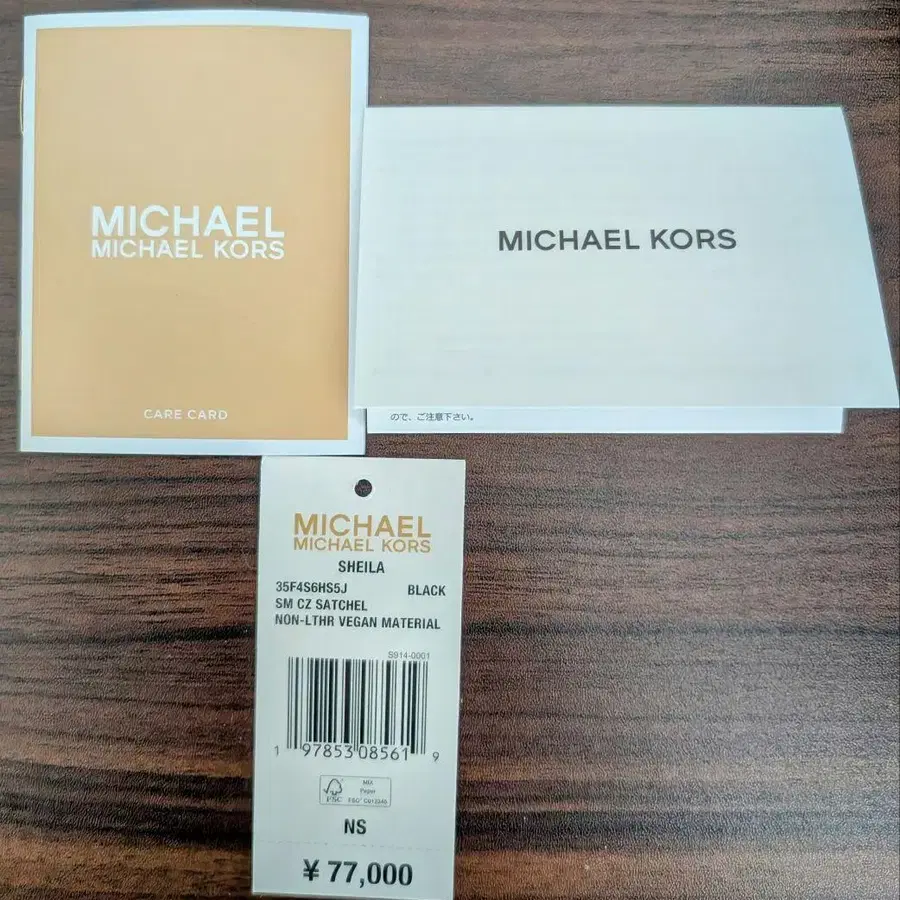 MICHAEL
MICHAEL KORS
CARE CARD
MICHAEL KORS
ので、ご注意下さい。
MICHAEL
MICHAEL KORS
SHEILA
35F4S6HS5J BLACK
SM CZ SATCHEL
NON-LTHR VEGAN MATERIAL
S914-0001
1 97853 08561 9
FSC
MIX
Paper
NS
¥ 77,000